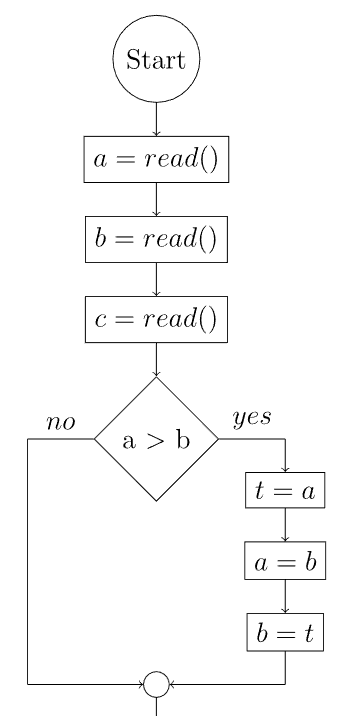 Start
a = read()
b = read()
c = read()
no
yes
a > b
t = a
a = b
b = t